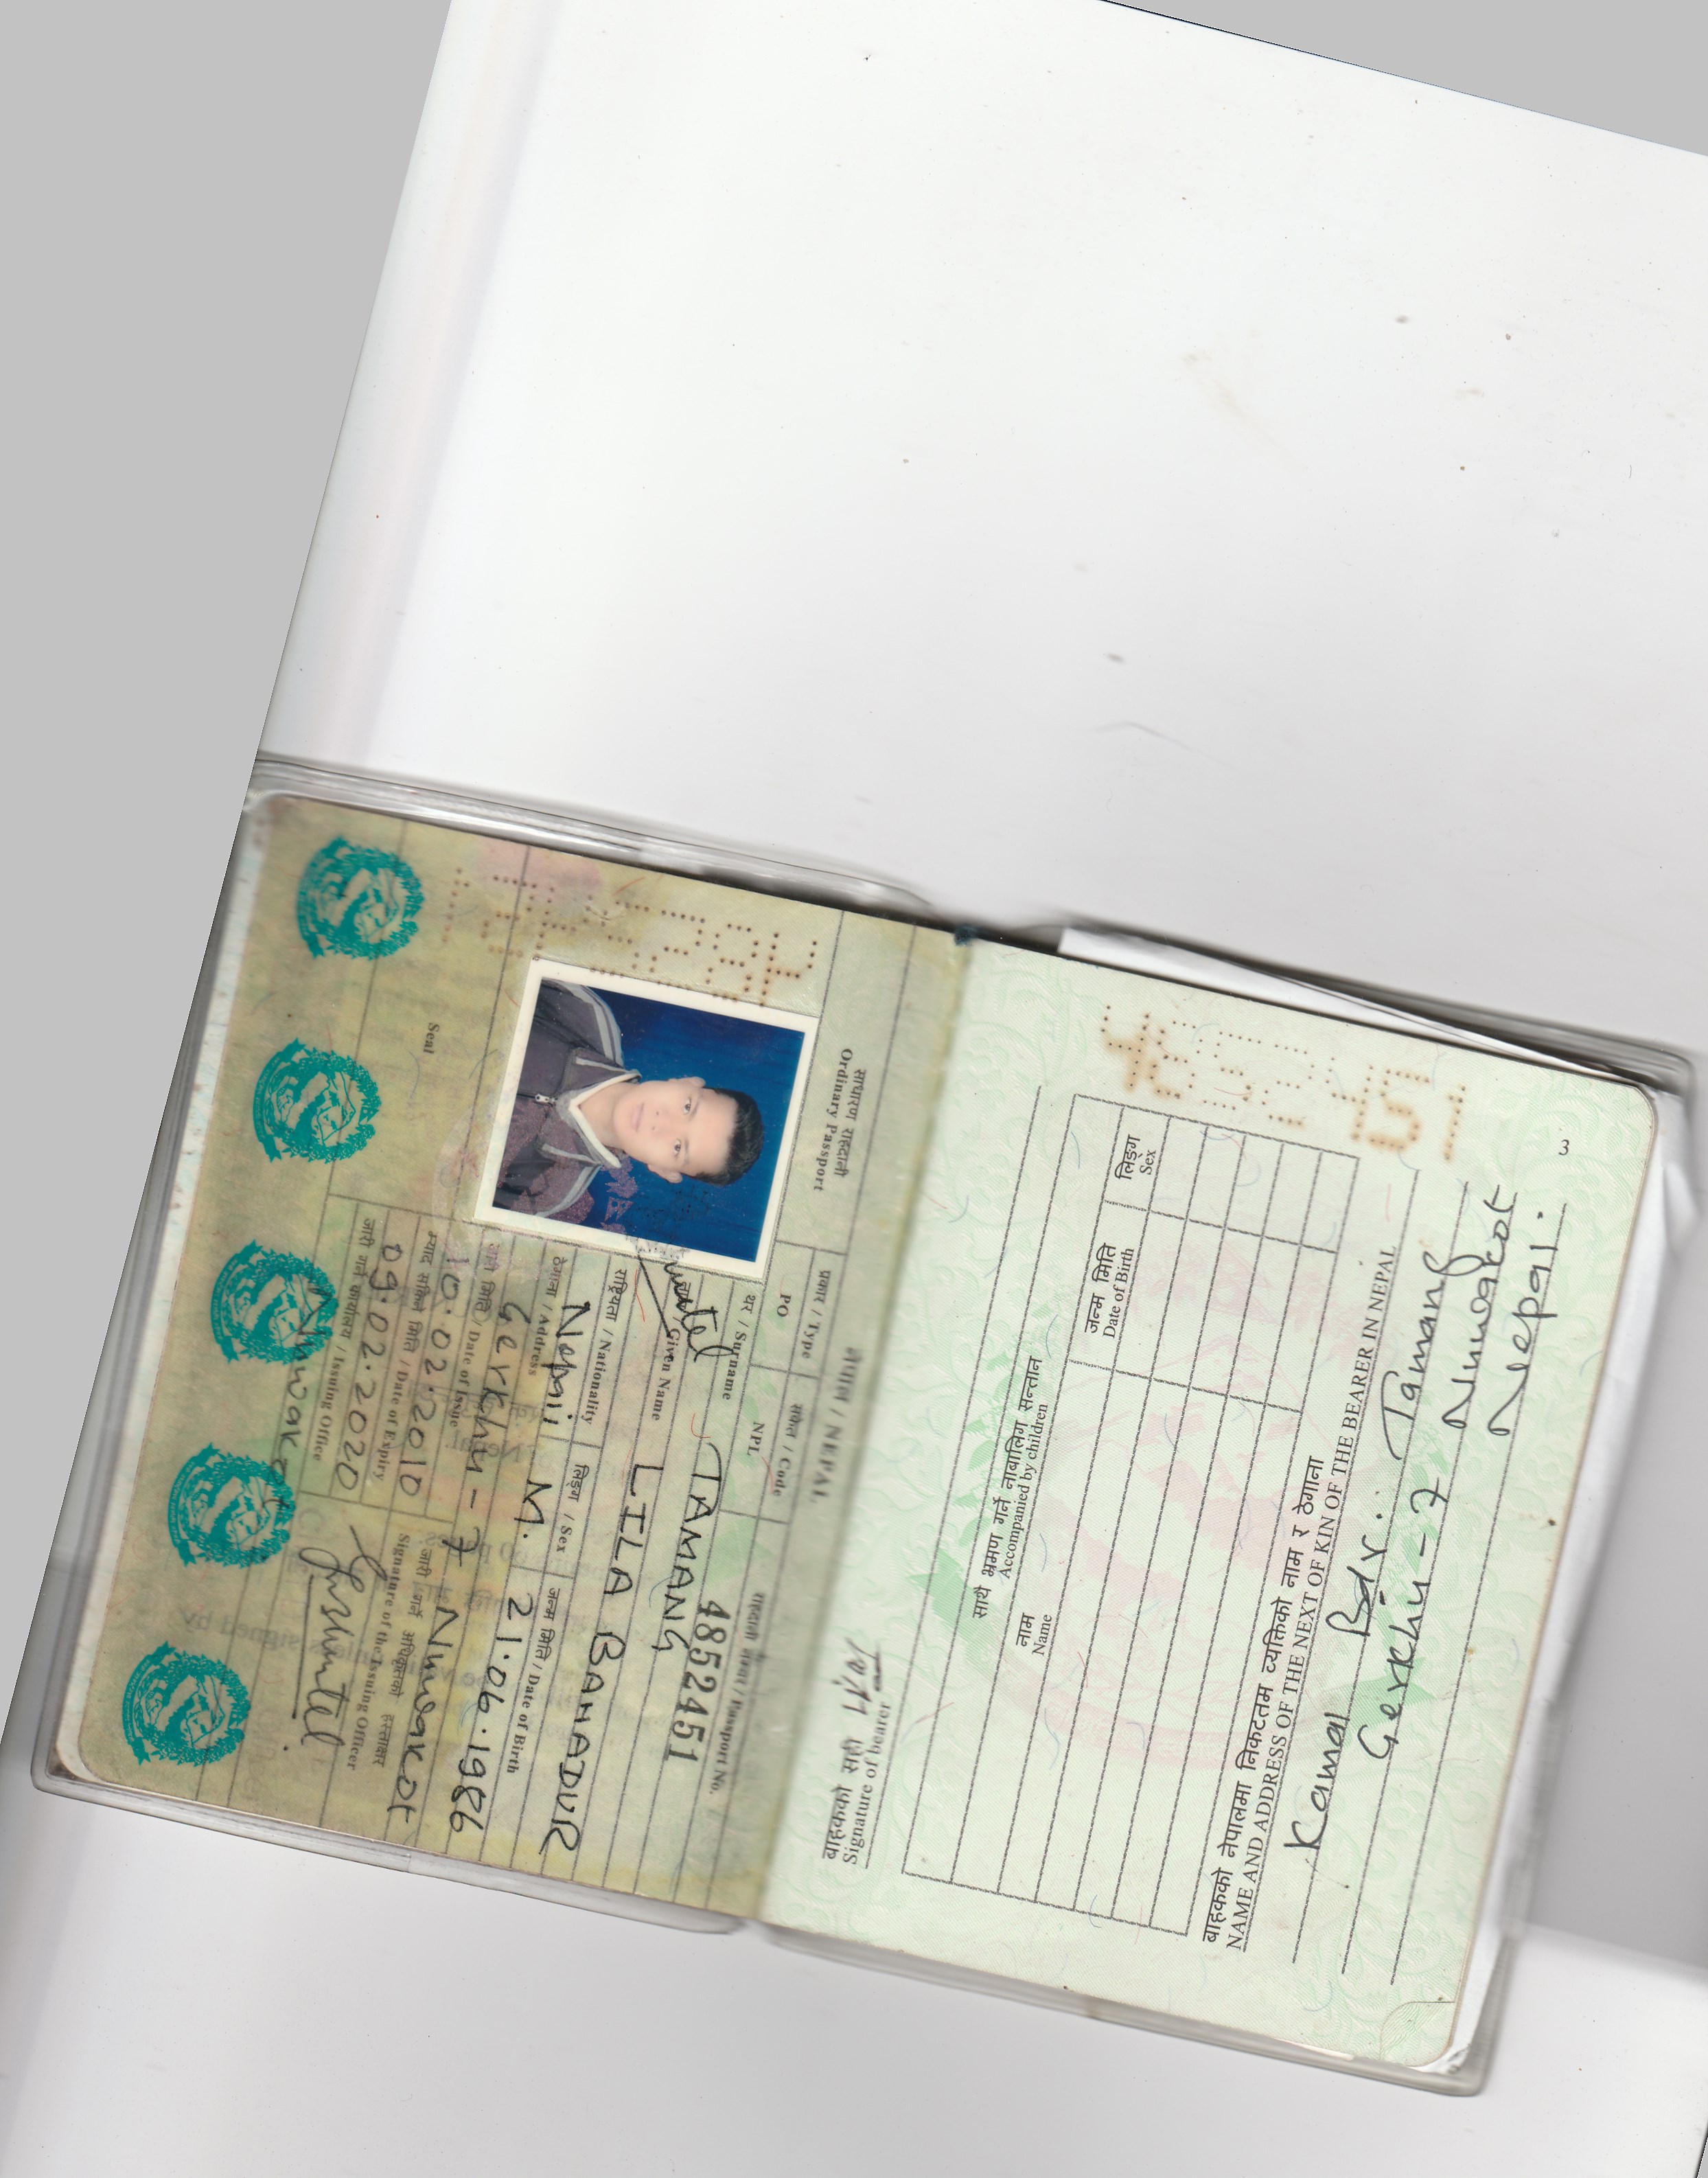 नेपाल / NEPAL
साधारण राहदानी
Ordinary Passport
प्रकार / Type
PO
संकेत / Code
NPL
राहदानी नम्बर / Passport No.
4852451
थर / Surname
TAMANG
Given Name
LILA BAHADUR
राष्ट्रियता / Nationality
Nepali
लिङ्ग / Sex
M.
जन्म मिति / Date of Birth
21.06.1986
ठेगाना / Address
Gerkhu - 7 Nuwakot
जारी मिति / Date of Issue
10.02.2010
म्याद सकिने मिति / Date of Expiry
09.02.2020
जारी गर्ने कार्यालय / Issuing Office
Nuwakot
जारी गर्ने अधिकृतको हस्ताक्षर
Signature of the Issuing Officer
Seal
बाहकको सही
Signature of bearer
साथै भ्रमण गर्ने नाबालिग सन्तान
Accompanied by children
नाम
Name
जन्म मिति
Date of Birth
लिङ्ग
Sex
बाहकको नेपालमा निकटतम व्यक्तिको नाम र ठेगाना
NAME AND ADDRESS OF THE NEXT OF KIN OF THE BEARER IN NEPAL
Kamal Bdr. Tamang
Gerkhu - 7 Nuwakot
Nepal.
3